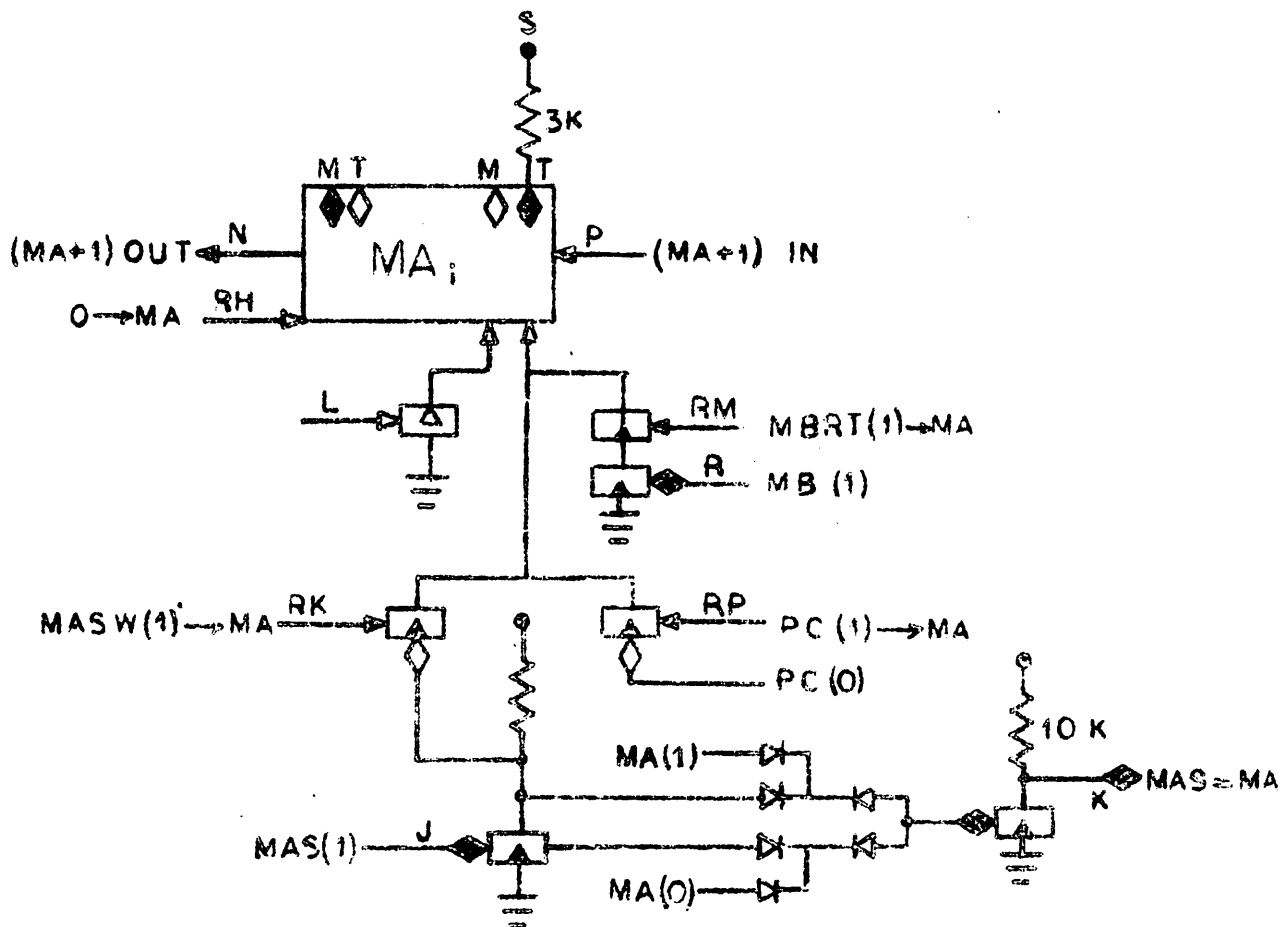 S
3K
M T M T
(MA+1) OUT N MA i P (MA+1) IN
0→MA RH
L RM MBRT(1)→MA
R MB(1)
MASW(1)→MA RK RP PC(1)→MA
PC(0)
10 K
MA(1)
X MAS=MA
MAS(1) J
MA(0)